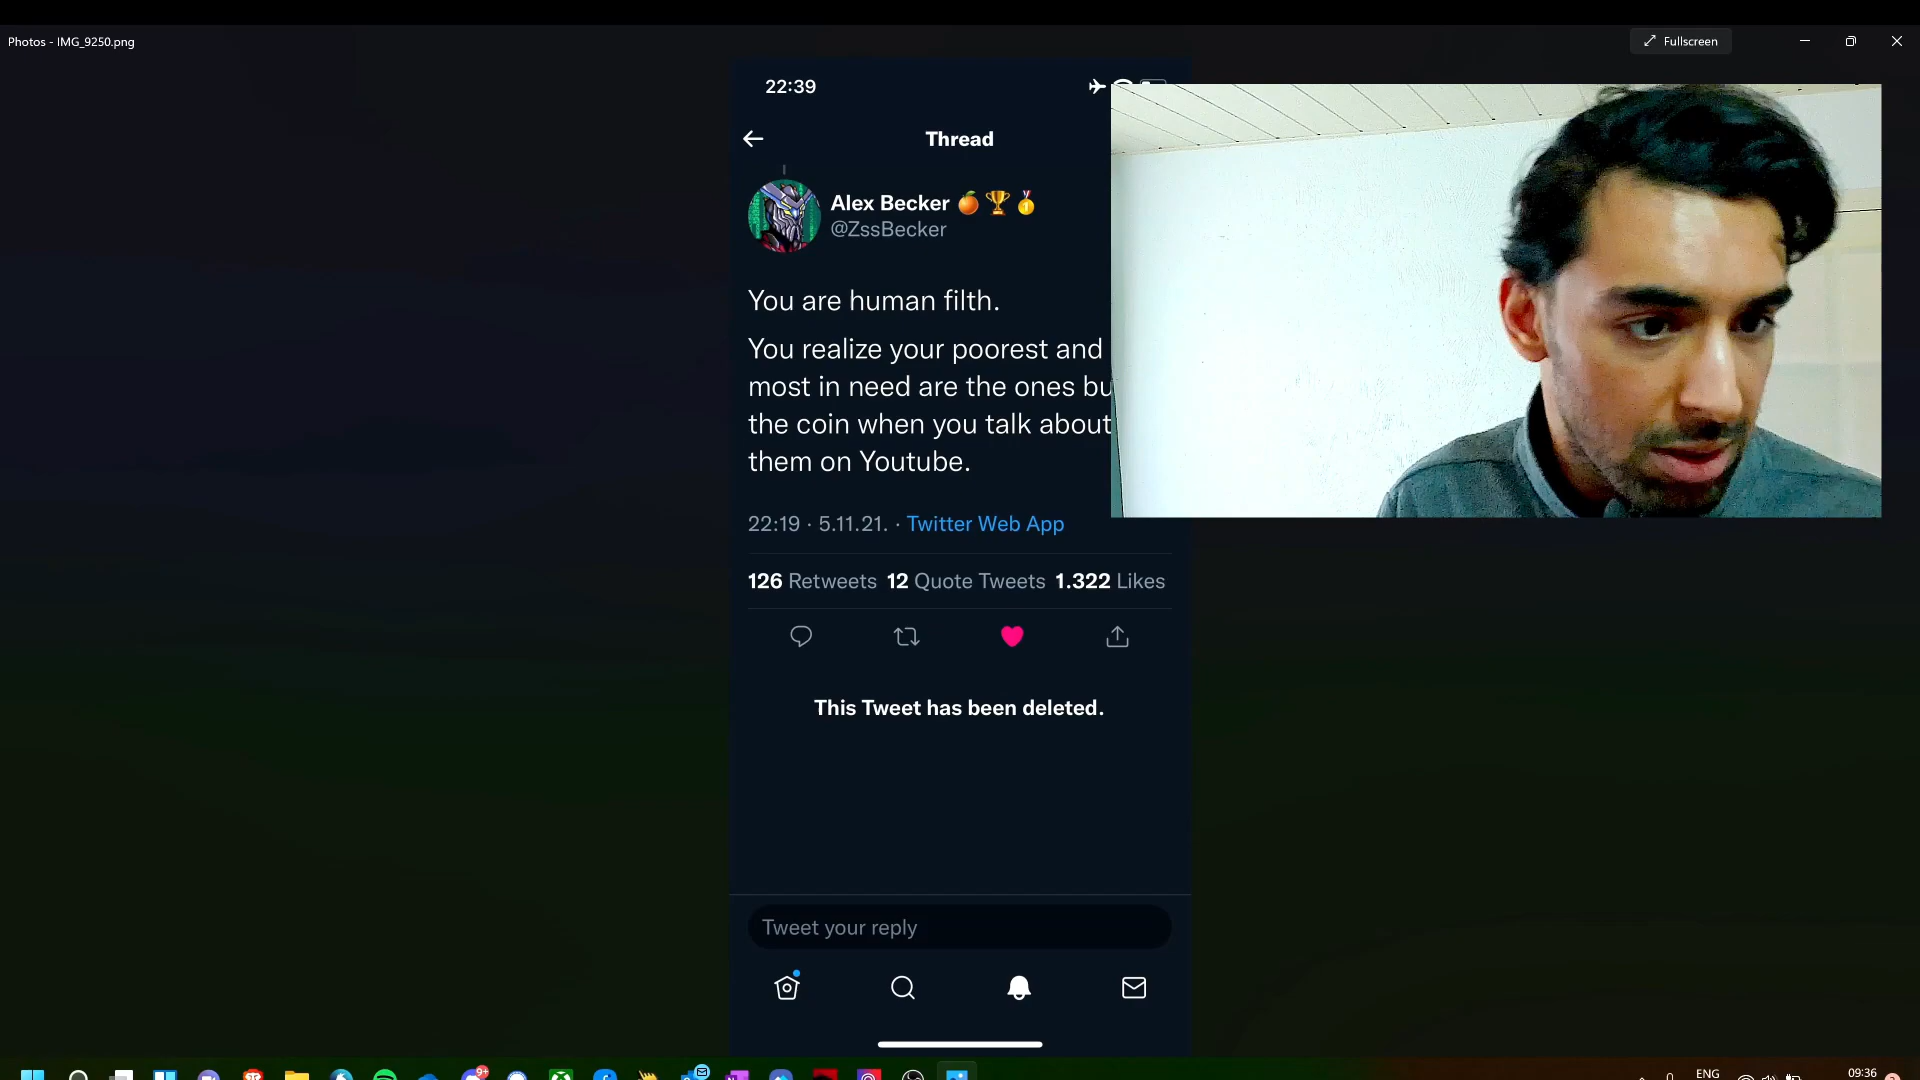 Photos - IMG_9250.png
Fullscreen
22:39
Thread
Alex Becker
@ZssBecker
You are human filth.
You realize your poorest and
most in need are the ones bu
the coin when you talk about
them on Youtube.
22:19 · 5.11.21. · Twitter Web App
126 Retweets 12 Quote Tweets 1.322 Likes
This Tweet has been deleted.
Tweet your reply
9+
ENG
09:36